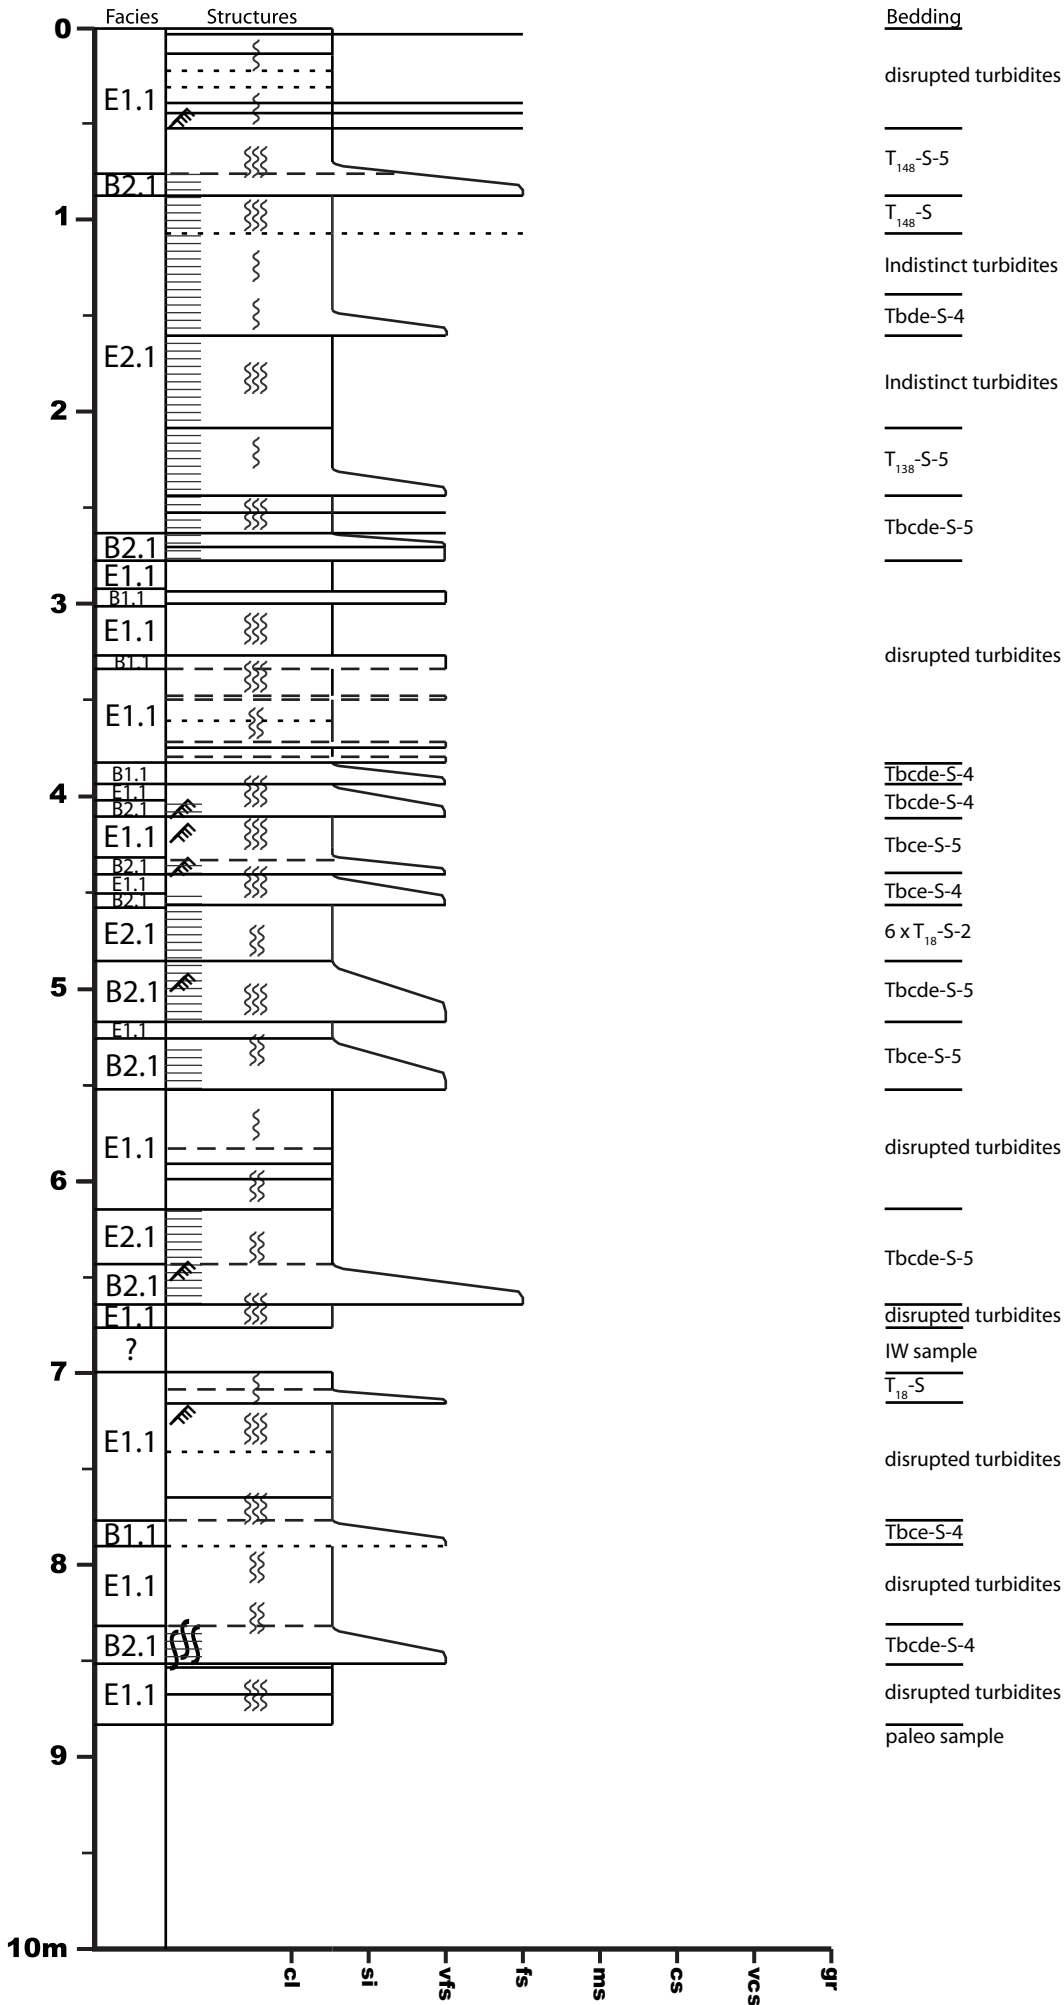 Facies Structures Bedding
0
disrupted turbidites
E1.1
T148-S-5
B2.1
T148-S
1
Indistinct turbidites
Tbde-S-4
E2.1
Indistinct turbidites
2
T138-S-5
Tbcde-S-5
B2.1
E1.1
B1.1
3
E1.1
disrupted turbidites
B1.1
E1.1
B1.1 Tbcde-S-4
E1.1
4
Tbcde-S-4
B2.1
E1.1
Tbce-S-5
B2.1
E1.1
Tbce-S-4
B2.1
E2.1 6 x T18-S-2
5
B2.1 Tbcde-S-5
E1.1
Tbce-S-5
B2.1
E1.1 disrupted turbidites
6
E2.1
Tbcde-S-5
B2.1
E1.1 disrupted turbidites
? IW sample
7
T18-S
E1.1
disrupted turbidites
B1.1 Tbce-S-4
8
E1.1 disrupted turbidites
B2.1 Tbcde-S-4
E1.1 disrupted turbidites
paleo sample
9
10m
cl si vfs fs ms cs vcs gr